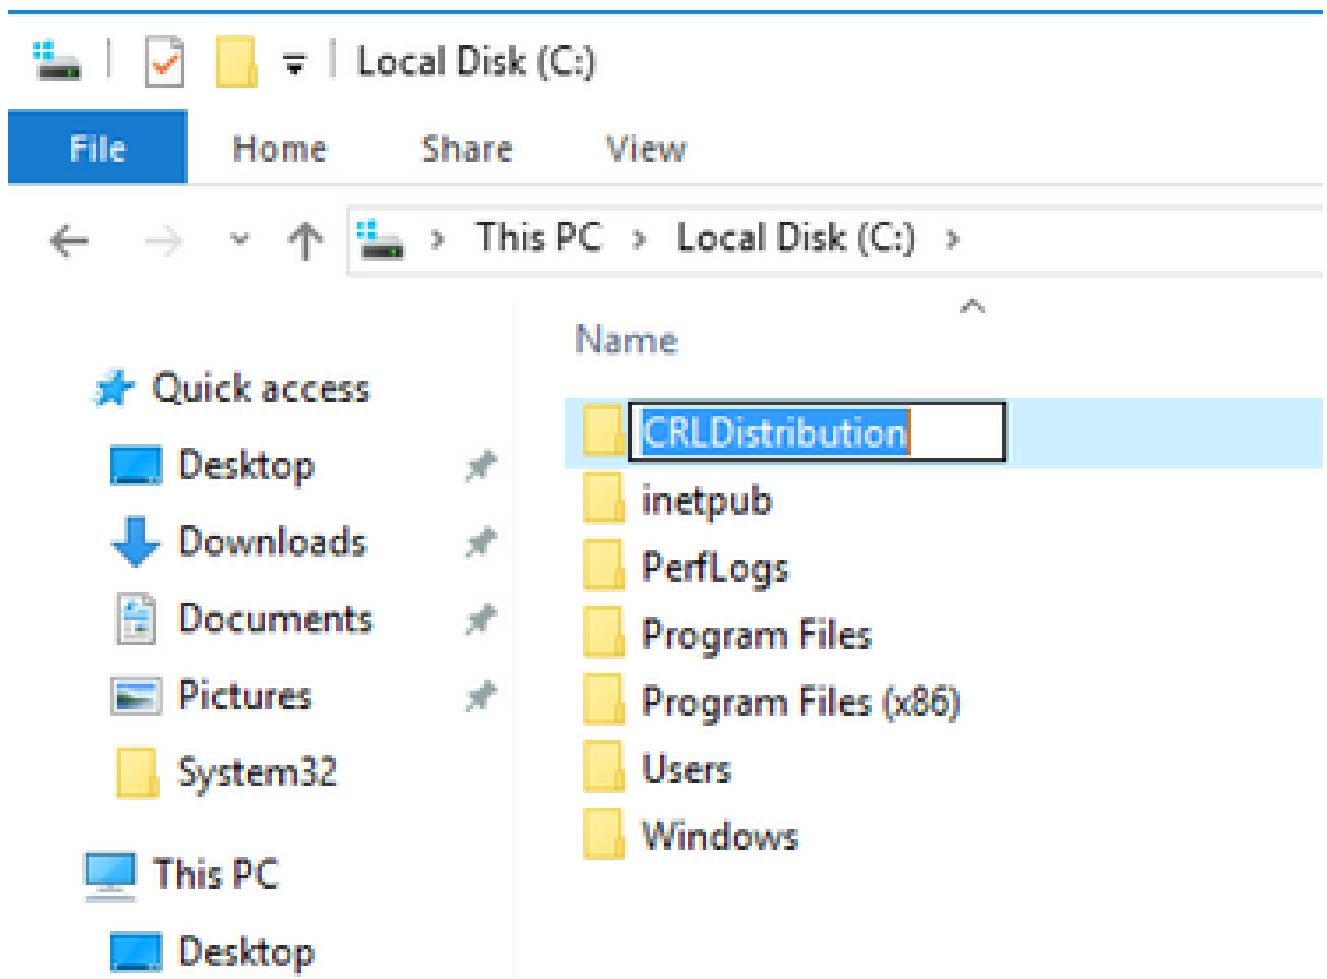 Local Disk (C:)
File Home Share View
This PC > Local Disk (C:) >
Name
Quick access
Desktop
Downloads
Documents
Pictures
System32
This PC
Desktop
CRLDistribution
inetpub
PerfLogs
Program Files
Program Files (x86)
Users
Windows